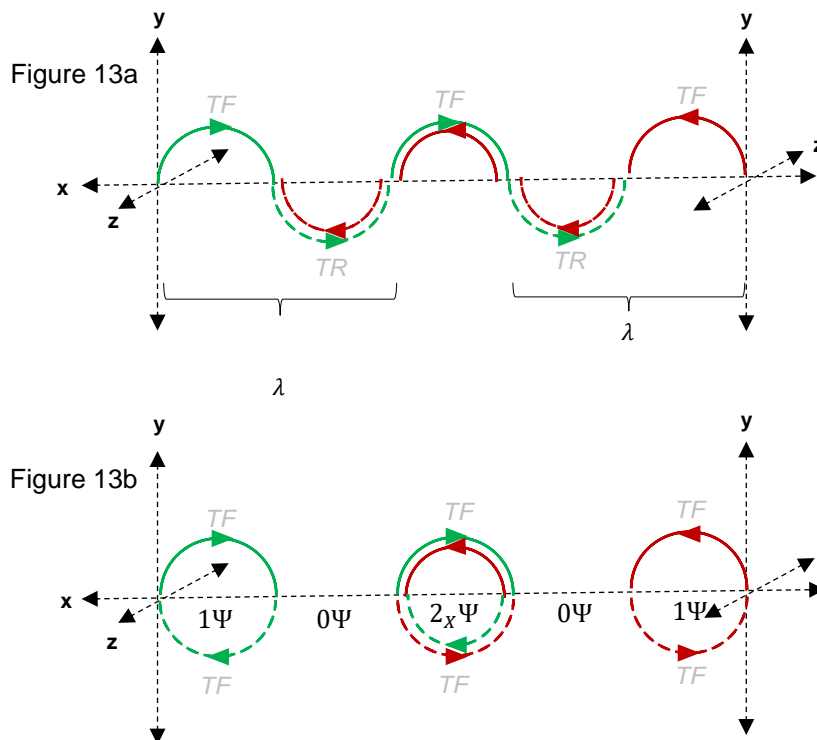 y
y
Figure 13a
TF
TF
TF
z
x
z
TR
TR
λ
λ
y
y
Figure 13b
TF
TF
TF
x
1Ψ
0Ψ
2XΨ
0Ψ
1Ψ
z
TF
TF
TF